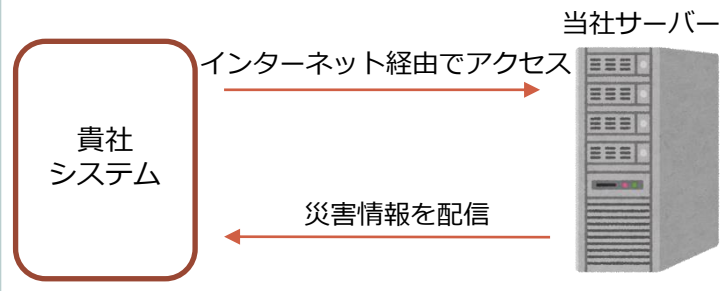 当社サーバー
インターネット経由でアクセス
貴社
システム
災害情報を配信